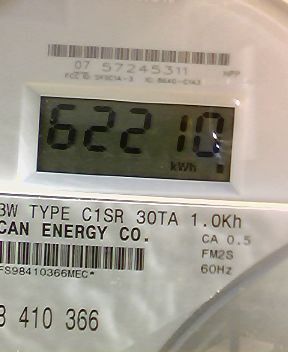 07 57245311 NPP
62210
kWh
3W TYPE C1SR 30TA 1.0Kh
CAN ENERGY CO. CA 0.5
FM2S
FS98410366MEC* 60Hz
410 366